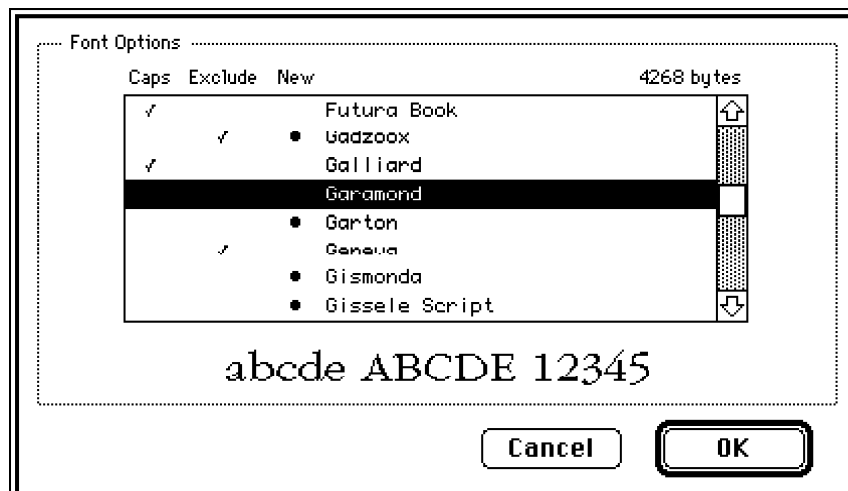 Font Options
Caps Exclude New 4268 bytes
✓ Futura Book
✓ • Gadzoox
✓ Galliard
Garamond
• Garton
✓ Geneva
• Gismonda
• Gissele Script
abcde ABCDE 12345
Cancel OK